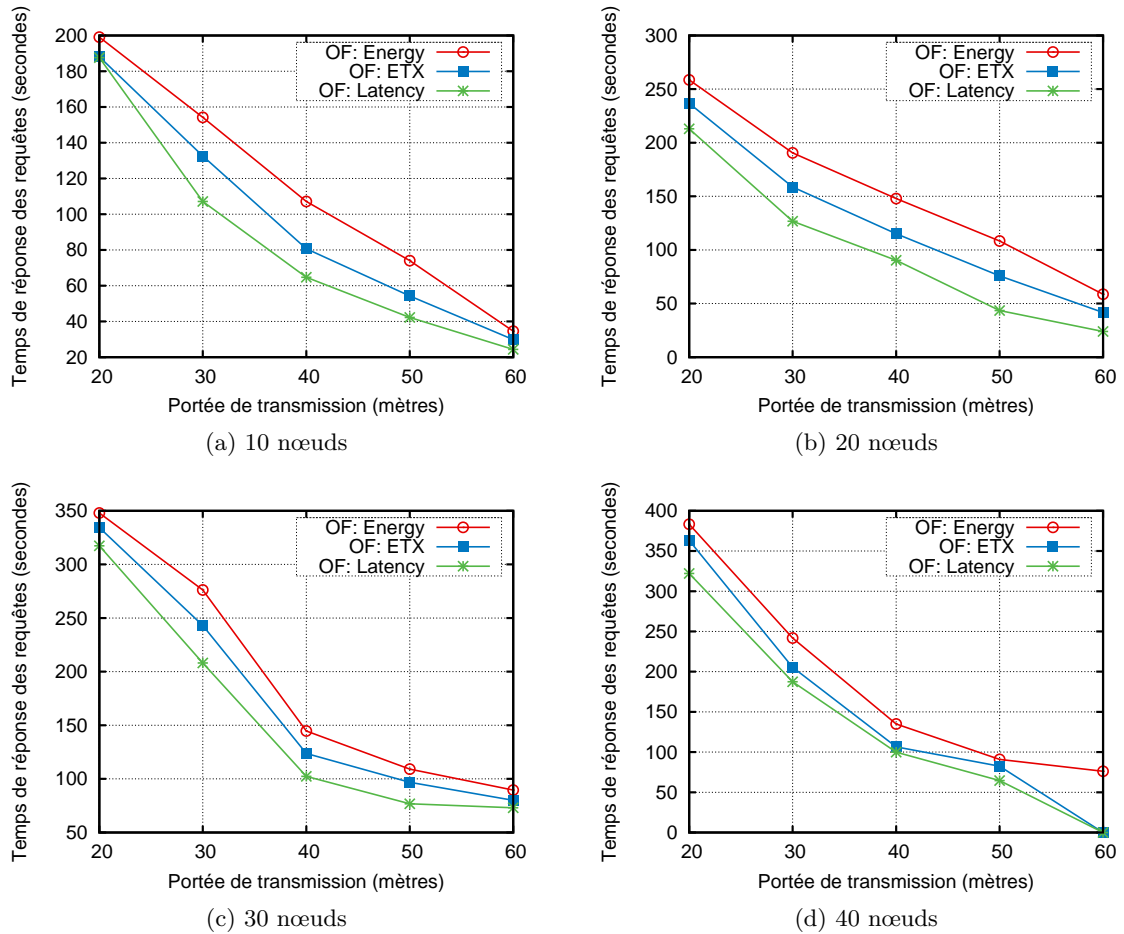 Temps de réponse des requêtes (secondes)
200
180
160
140
120
100
80
60
40
20
OF: Energy
OF: ETX
OF: Latency
20 30 40 50 60
Portée de transmission (mètres)
(a) 10 nœuds
Temps de réponse des requêtes (secondes)
300
250
200
150
100
50
0
OF: Energy
OF: ETX
OF: Latency
20 30 40 50 60
Portée de transmission (mètres)
(b) 20 nœuds
Temps de réponse des requêtes (secondes)
350
300
250
200
150
100
50
OF: Energy
OF: ETX
OF: Latency
20 30 40 50 60
Portée de transmission (mètres)
(c) 30 nœuds
Temps de réponse des requêtes (secondes)
400
350
300
250
200
150
100
50
0
OF: Energy
OF: ETX
OF: Latency
20 30 40 50 60
Portée de transmission (mètres)
(d) 40 nœuds